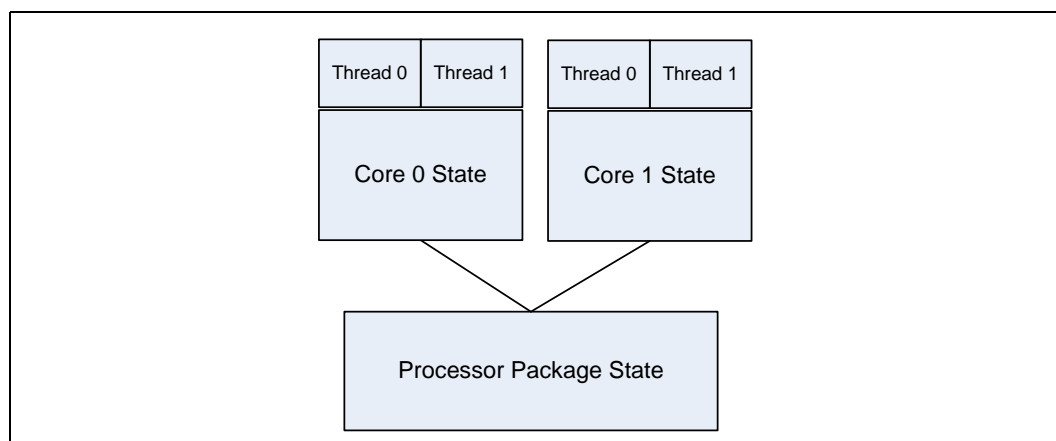 Thread 0
Thread 1
Thread 0
Thread 1
Core 0 State
Core 1 State
Processor Package State